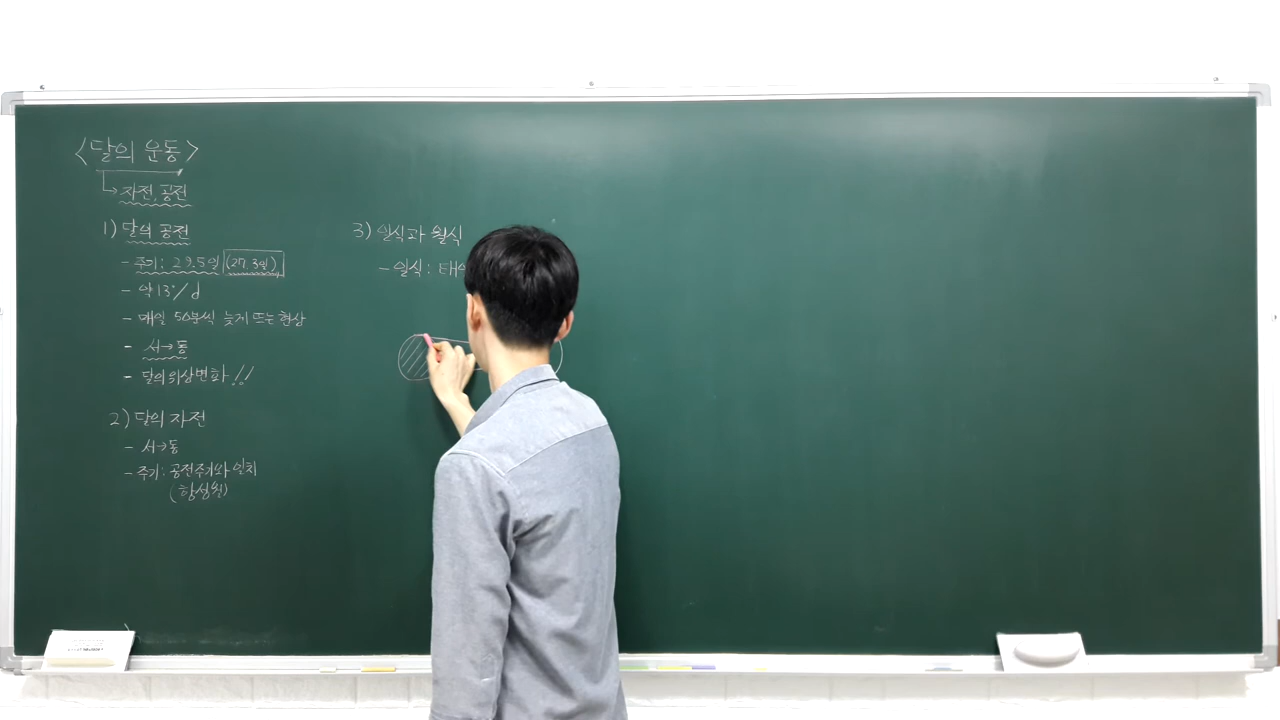 <달의 운동>
자전, 공전
1) 달의 공전
- 주기: 29.5일 (27.3일)
- 약 13°/d
- 매일 50분씩 늦게 뜨는 현상
- 서→동
- 달의 위상변화!!
2) 달의 자전
- 서→동
- 주기: 공전주기와 일치
(항성월)
3) 일식과 월식
- 일식: 태